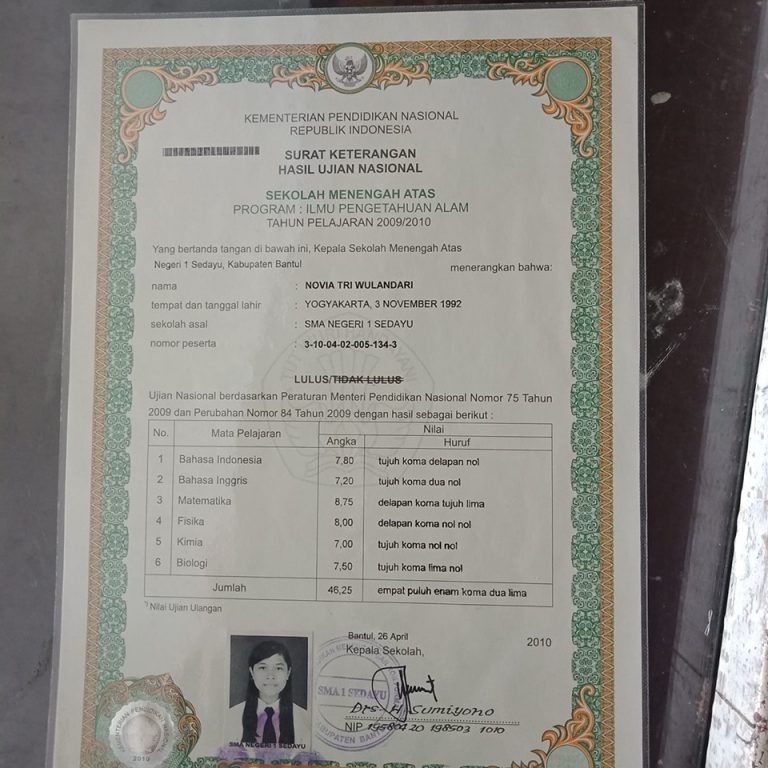 KEMENTERIAN PENDIDIKAN NASIONAL
REPUBLIK INDONESIA
SURAT KETERANGAN
HASIL UJIAN NASIONAL
SEKOLAH MENENGAH ATAS
PROGRAM : ILMU PENGETAHUAN ALAM
TAHUN PELAJARAN 2009/2010
Yang bertanda tangan di bawah ini, Kepala Sekolah Menengah Atas
Negeri 1 Sedayu, Kabupaten Bantul menerangkan bahwa:
nama : NOVIA TRI WULANDARI
tempat dan tanggal lahir : YOGYAKARTA, 3 NOVEMBER 1992
sekolah asal : SMA NEGERI 1 SEDAYU
nomor peserta : 3-10-04-02-005-134-3
LULUS/TIDAK LULUS
Ujian Nasional berdasarkan Peraturan Menteri Pendidikan Nasional Nomor 75 Tahun
2009 dan Perubahan Nomor 84 Tahun 2009 dengan hasil sebagai berikut :
No. Mata Pelajaran Nilai
Angka Huruf
1 Bahasa Indonesia 7,80 tujuh koma delapan nol
2 Bahasa Inggris 7,20 tujuh koma dua nol
3 Matematika 8,75 delapan koma tujuh lima
4 Fisika 8,00 delapan koma nol nol
5 Kimia 7,00 tujuh koma nol nol
6 Biologi 7,50 tujuh koma lima nol
Jumlah 46,25 empat puluh enam koma dua lima
*) Nilai Ujian Ulangan
Bantul, 26 April 2010
Kepala Sekolah,
SMA 1 SEDAYU
Drs. H. Sumiyono
NIP 19580420 198503 1010
SMA NEGERI 1 SEDAYU
KEMENTERIAN PENDIDIKAN
2010